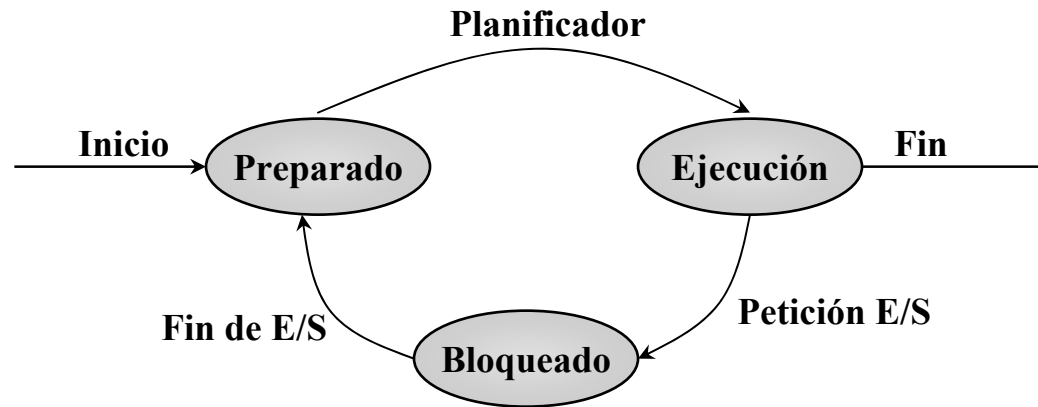 Planificador
Inicio
Preparado
Ejecución
Fin
Fin de E/S
Petición E/S
Bloqueado